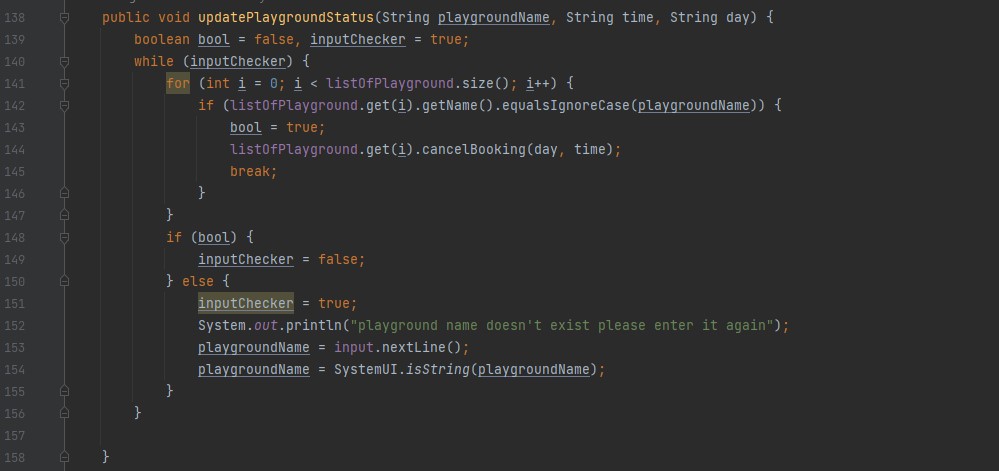 138 public void updatePlaygroundStatus(String playgroundName, String time, String day) {
139 boolean bool = false, inputChecker = true;
140 while (inputChecker) {
141 for (int i = 0; i < listOfPlayground.size(); i++) {
142 if (listOfPlayground.get(i).getName().equalsIgnoreCase(playgroundName)) {
143 bool = true;
144 listOfPlayground.get(i).cancelBooking(day, time);
145 break;
146 }
147 }
148 if (bool) {
149 inputChecker = false;
150 } else {
151 inputChecker = true;
152 System.out.println("playground name doesn't exist please enter it again");
153 playgroundName = input.nextLine();
154 playgroundName = SystemUI.isString(playgroundName);
155 }
156 }
157
158 }